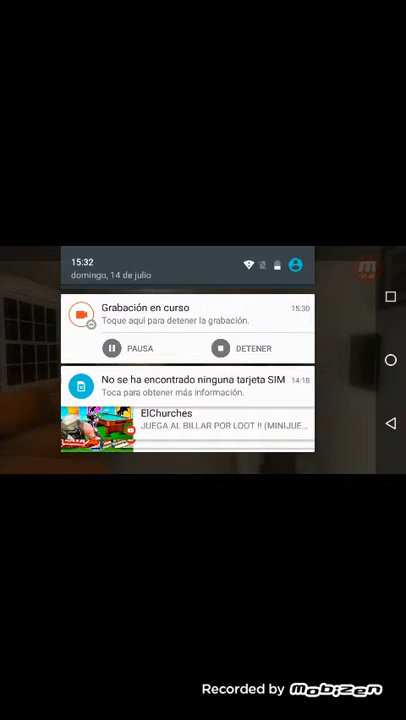 15:32
domingo, 14 de julio
Grabación en curso 15:30
Toque aquí para detener la grabación.
PAUSA DETENER
No se ha encontrado ninguna tarjeta SIM 14:18
Toca para obtener más información.
ElChurches
JUEGA AL BILLAR POR LOOT !! (MINIJUE...
Recorded by MOBIZEN